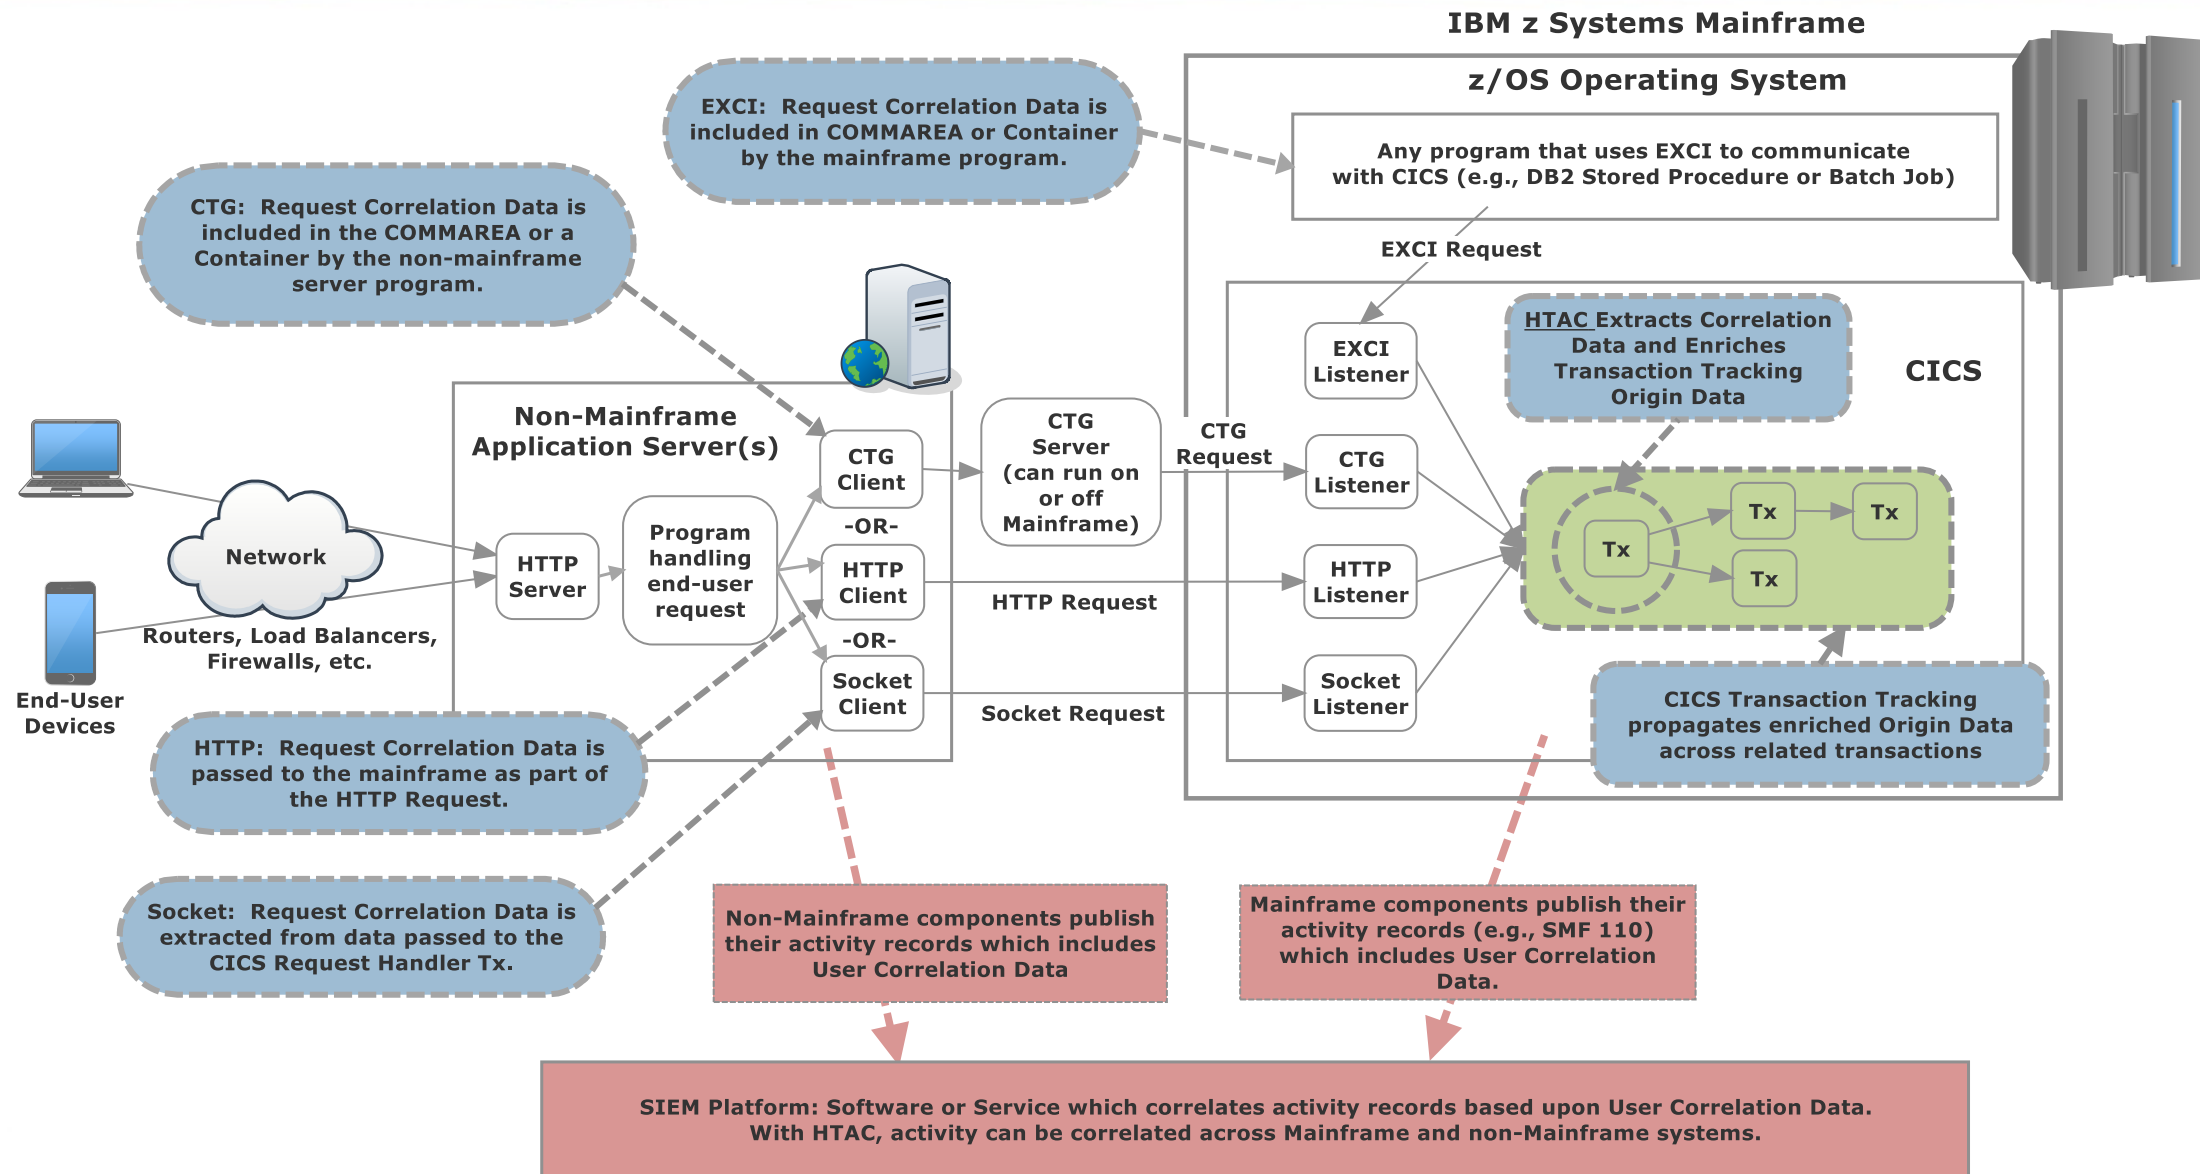 IBM z Systems Mainframe
z/OS Operating System
EXCI:  Request Correlation Data is
included in COMMAREA or Container
by the mainframe program.
Any program that uses EXCI to communicate
with CICS (e.g., DB2 Stored Procedure or Batch Job)
CTG:  Request Correlation Data is
included in the COMMAREA or a
Container by the non-mainframe
server program.
EXCI Request
EXCI
Listener
HTAC Extracts Correlation
Data and Enriches
Transaction Tracking
Origin Data
CICS
Non-Mainframe
Application Server(s)
CTG
Client
CTG
Server
(can run on
or off
Mainframe)
CTG
Request
CTG
Listener
-OR-
Network
HTTP
Server
Program
handling
end-user
request
HTTP
Client
HTTP Request
HTTP
Listener
Tx
Tx
Tx
Tx
Routers, Load Balancers,
Firewalls, etc.
-OR-
End-User
Devices
Socket
Client
Socket Request
Socket
Listener
CICS Transaction Tracking
propagates enriched Origin Data
across related transactions
HTTP:  Request Correlation Data is
passed to the mainframe as part of
the HTTP Request.
Socket:  Request Correlation Data is
extracted from data passed to the
CICS Request Handler Tx.
Non-Mainframe components publish
their activity records which includes
User Correlation Data
Mainframe components publish their
activity records (e.g., SMF 110)
which includes User Correlation
Data.
SIEM Platform: Software or Service which correlates activity records based upon User Correlation Data.
With HTAC, activity can be correlated across Mainframe and non-Mainframe systems.